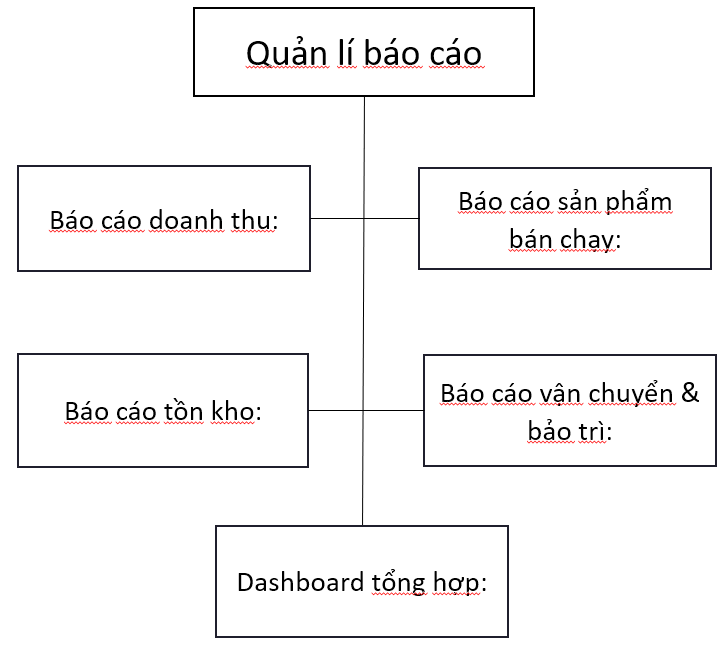 Quản lí báo cáo
Báo cáo doanh thu:
Báo cáo sản phẩm
bán chạy:
Báo cáo tồn kho:
Báo cáo vận chuyển &
bảo trì:
Dashboard tổng hợp: